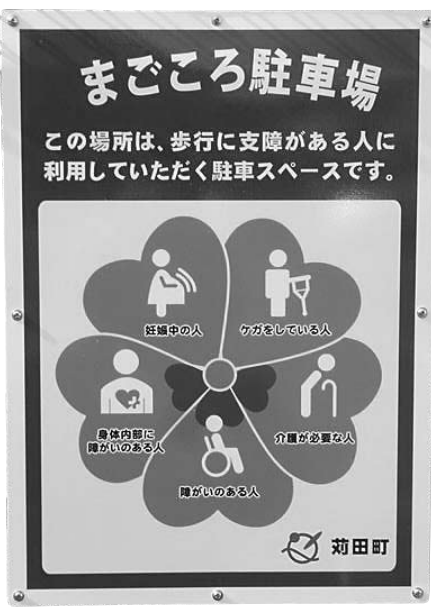 まごころ駐車場
この場所は、歩行に支障がある人に
利用していただく駐車スペースです。
妊娠中の人
ケガをしている人
身体内部に
障がいのある人
介護が必要な人
障がいのある人
苅田町